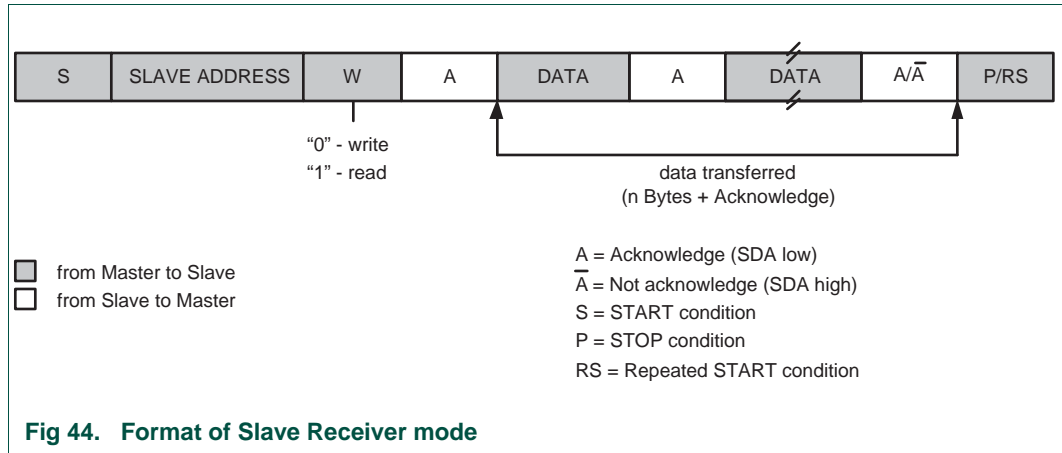 S SLAVE ADDRESS W A DATA A DATA A/A̅ P/RS
“0” - write
“1” - read
data transferred
(n Bytes + Acknowledge)
from Master to Slave
from Slave to Master
A = Acknowledge (SDA low)
A̅ = Not acknowledge (SDA high)
S = START condition
P = STOP condition
RS = Repeated START condition
Fig 44. Format of Slave Receiver mode